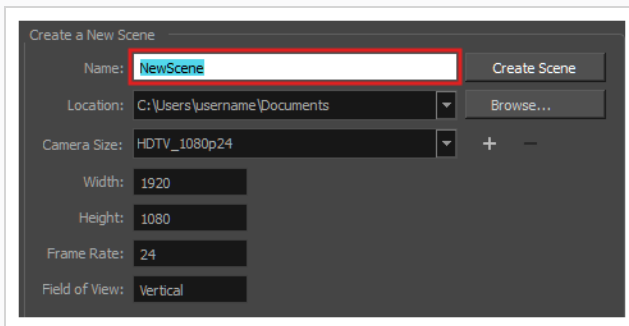 Create a New Scene
Name: NewScene Create Scene
Location: C:\Users\username\Documents Browse...
Camera Size: HDTV_1080p24 + −
Width: 1920
Height: 1080
Frame Rate: 24
Field of View: Vertical